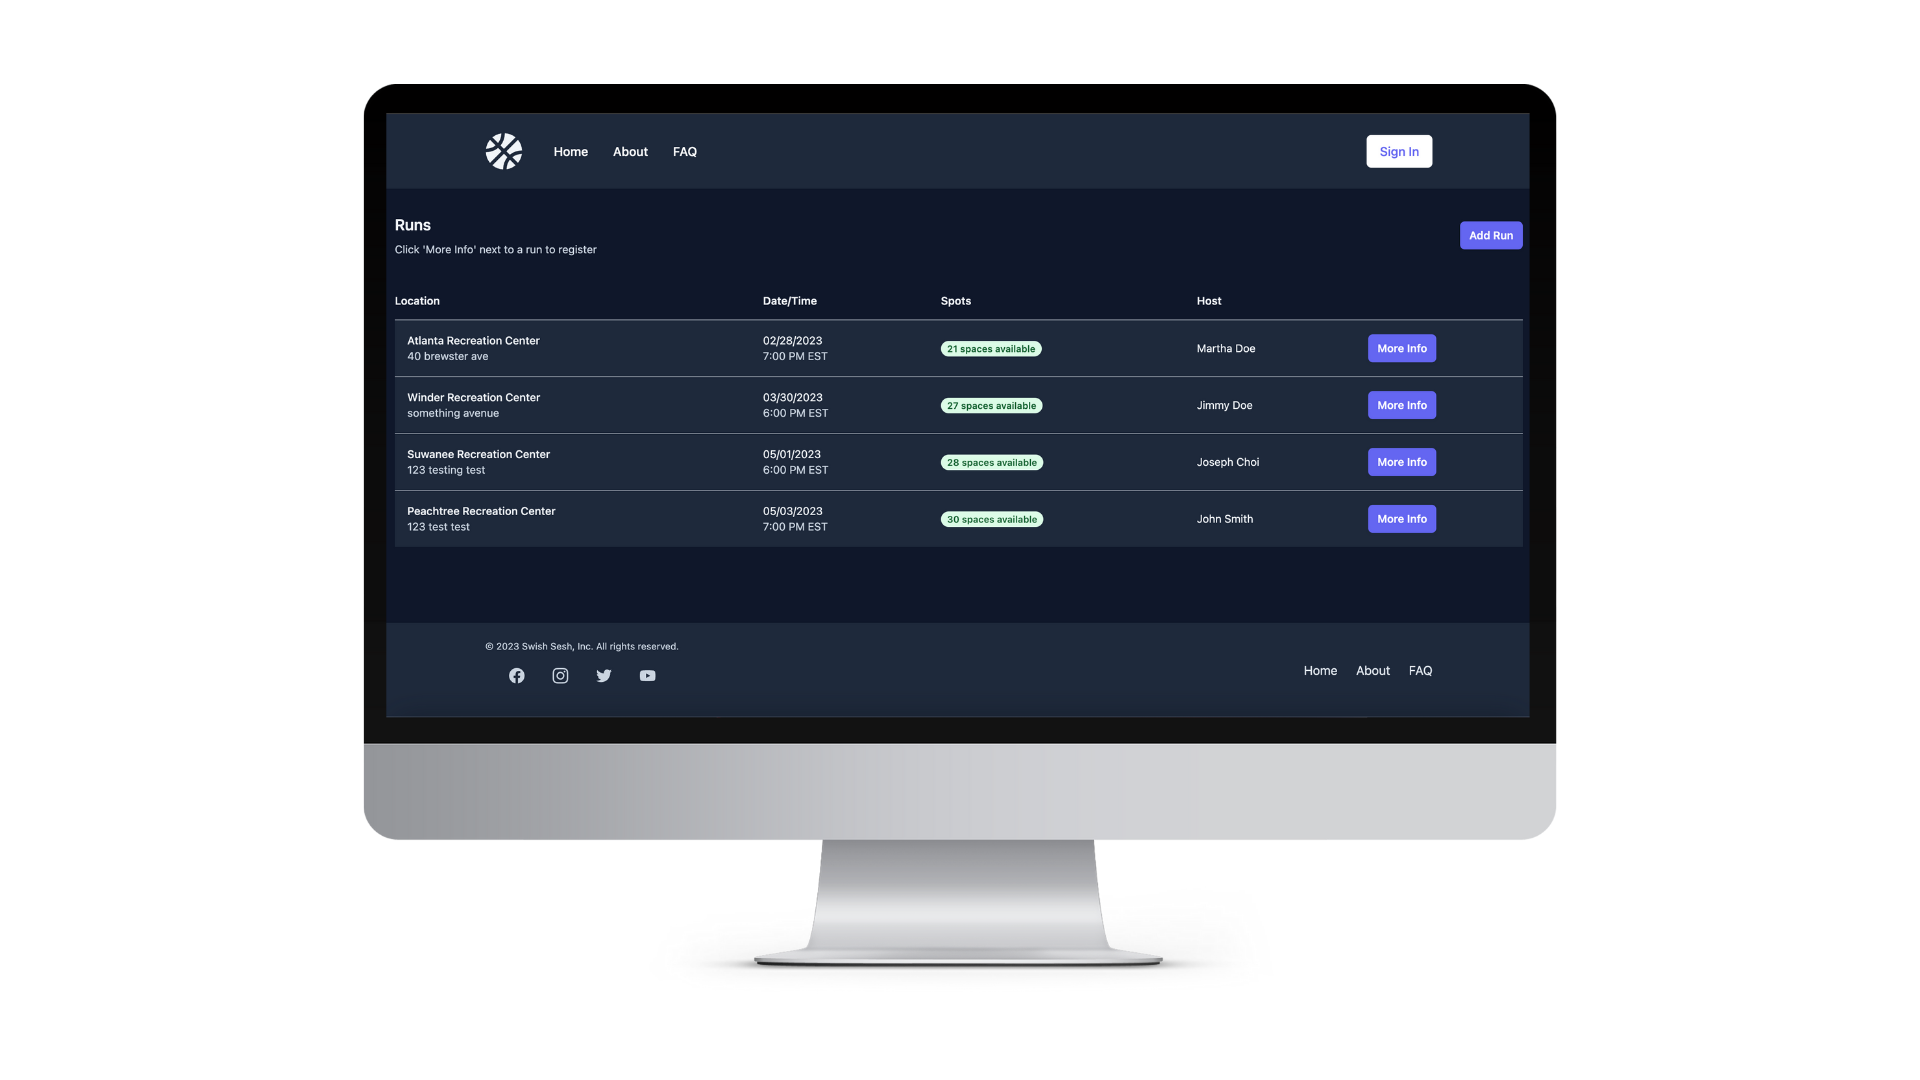 Home About FAQ Sign In
Runs
Click 'More Info' next to a run to register
Add Run
Location Date/Time Spots Host
Atlanta Recreation Center
40 brewster ave
02/28/2023
7:00 PM EST
21 spaces available
Martha Doe
More Info
Winder Recreation Center
something avenue
03/30/2023
6:00 PM EST
27 spaces available
Jimmy Doe
More Info
Suwanee Recreation Center
123 testing test
05/01/2023
6:00 PM EST
28 spaces available
Joseph Choi
More Info
Peachtree Recreation Center
123 test test
05/03/2023
7:00 PM EST
30 spaces available
John Smith
More Info
© 2023 Swish Sesh, Inc. All rights reserved.
Home About FAQ